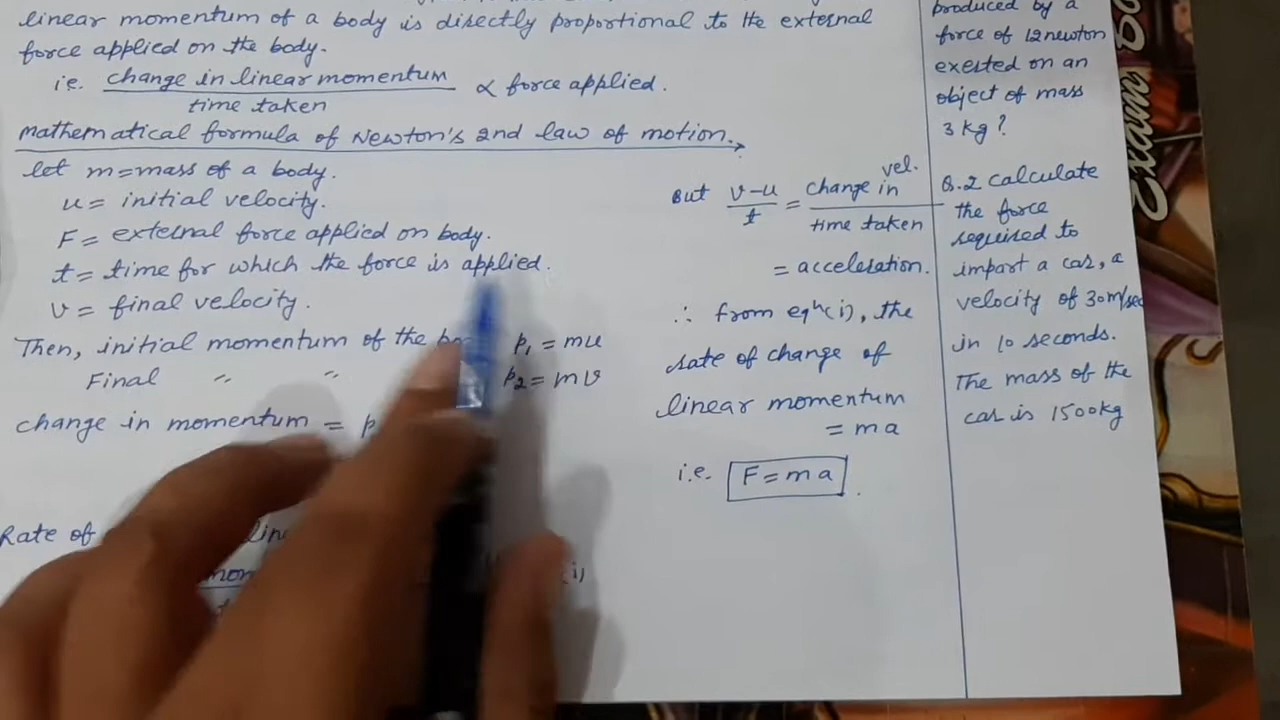 linear momentum of a body is directly proportional to the external
force applied on the body.
i.e. change in linear momentum ∝ force applied.
time taken
Mathematical formula of Newton's 2nd law of motion.
let m=mass of a body.
u= initial velocity.
F= external force applied on body.
t= time for which the force is applied.
v= final velocity.
Then, initial momentum of the p₁ = mu
Final " " p₂ = mv
change in momentum = p
Rate of
But v-u/t = change in vel.
time taken
= acceleration.
∴ from eqⁿ(i), the
rate of change of
linear momentum
= ma
i.e. F=ma
produced by a
force of 12 newton
exerted on an
object of mass
3 kg?
Q.2 calculate
the force
required to
impart a car, a
velocity of 30m/sec
in 10 seconds.
The mass of the
car is 1500kg
Exam